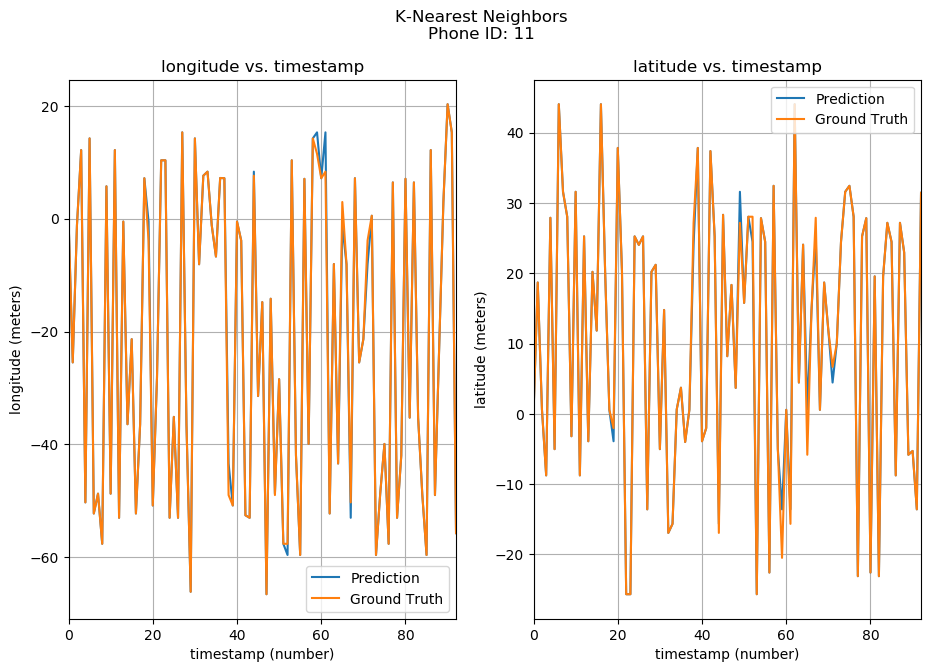 K-Nearest Neighbors
Phone ID: 11
longitude vs. timestamp
longitude (meters)
20
0
−20
−40
−60
0
20
40
60
80
timestamp (number)
Prediction
Ground Truth
latitude vs. timestamp
latitude (meters)
40
30
20
10
0
−10
−20
0
20
40
60
80
timestamp (number)
Prediction
Ground Truth